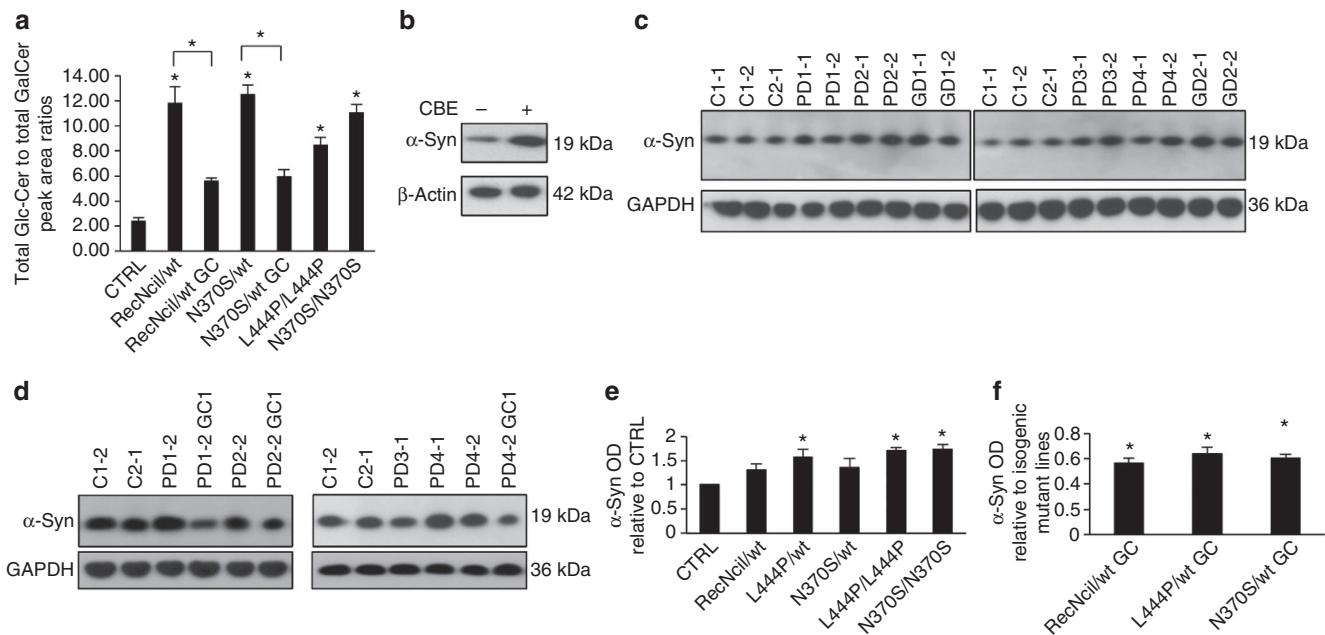 a
Total Glc-Cer to total GalCer
peak area ratios
14.00
12.00
10.00
8.00
6.00
4.00
2.00
0.00
* * * * * *
CTRL
RecNcil/wt
RecNcil/wt GC
N370S/wt
N370S/wt GC
L444P/L444P
N370S/N370S
b
CBE – +
α-Syn 19 kDa
β-Actin 42 kDa
c
C1-1 C1-2 C2-1 PD1-1 PD1-2 PD2-1 PD2-2 GD1-1 GD1-2
C1-1 C1-2 C2-1 PD3-1 PD3-2 PD4-1 PD4-2 GD2-1 GD2-2
α-Syn 19 kDa
GAPDH 36 kDa
d
C1-2 C2-1 PD1-2 PD1-2 GC1 PD2-2 PD2-2 GC1
C1-2 C2-1 PD3-1 PD4-1 PD4-2 PD4-2 GC1
α-Syn 19 kDa
GAPDH 36 kDa
e
α-Syn OD
relative to CTRL
2
1.5
1
0.5
0
* * *
CTRL
RecNcil/wt
L444P/wt
N370S/wt
L444P/L444P
N370S/N370S
f
α-Syn OD
relative to isogenic
mutant lines
0.8
0.6
0.4
0.5
0
* * *
RecNcil/wt GC
L444P/wt GC
N370S/wt GC